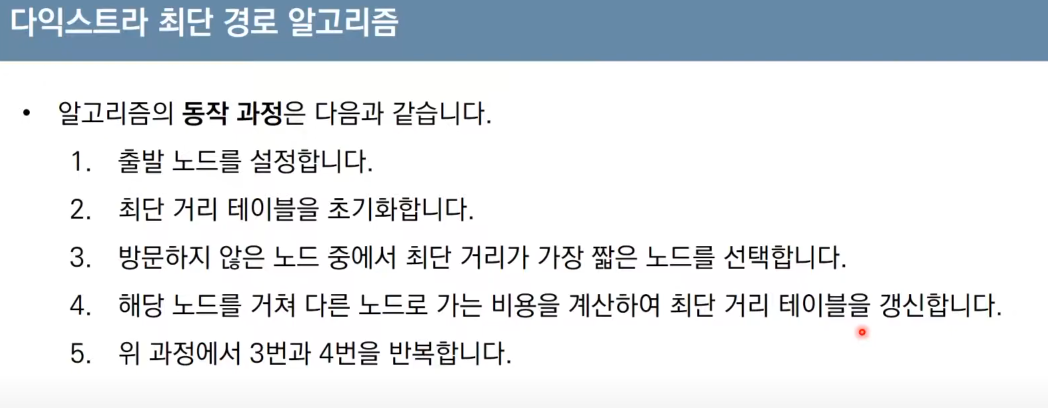 다익스트라 최단 경로 알고리즘
• 알고리즘의 동작 과정은 다음과 같습니다.
1. 출발 노드를 설정합니다.
2. 최단 거리 테이블을 초기화합니다.
3. 방문하지 않은 노드 중에서 최단 거리가 가장 짧은 노드를 선택합니다.
4. 해당 노드를 거쳐 다른 노드로 가는 비용을 계산하여 최단 거리 테이블을 갱신합니다.
5. 위 과정에서 3번과 4번을 반복합니다.